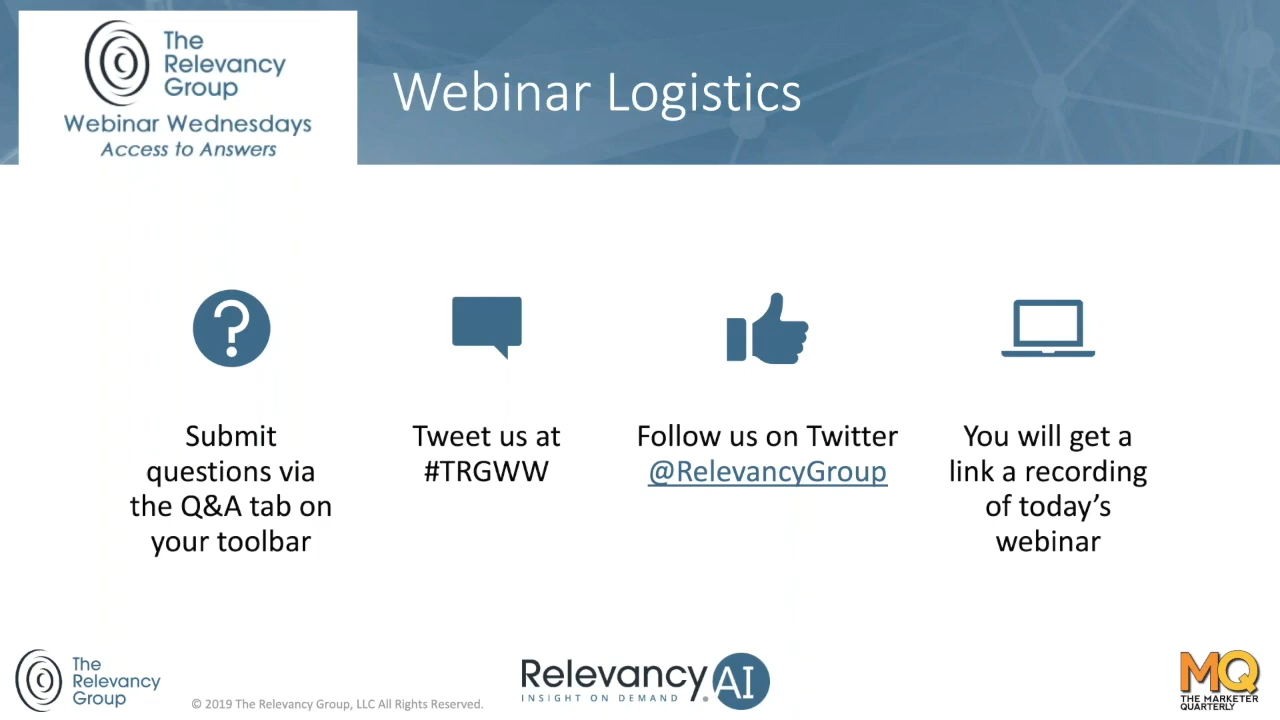 The
Relevancy
Group
Webinar Wednesdays
Access to Answers
Webinar Logistics
?
Submit
questions via
the Q&A tab on
your toolbar
Tweet us at
#TRGWW
Follow us on Twitter
@RelevancyGroup
You will get a
link a recording
of today's
webinar
The
Relevancy
Group
© 2019 The Relevancy Group, LLC All Rights Reserved.
Relevancy.AI
INSIGHT ON DEMAND
MQ
THE MARKETER
QUARTERLY